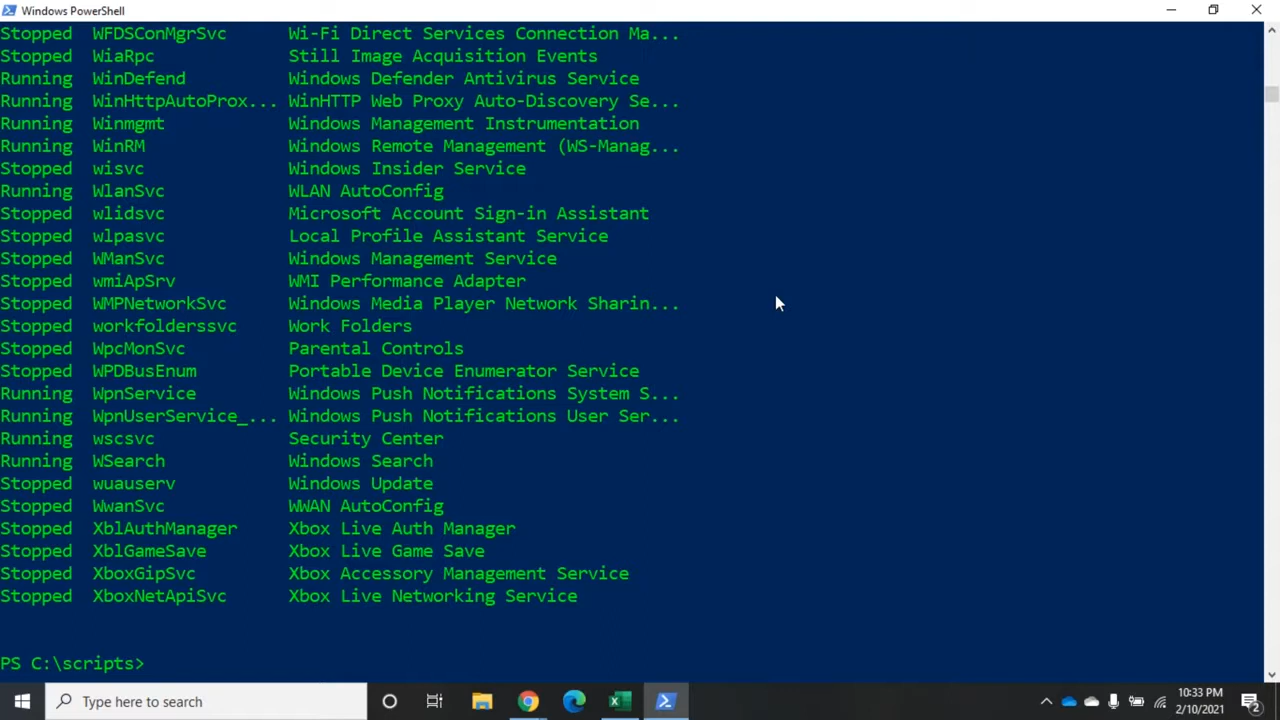 Windows PowerShell
Stopped WFDSConMgrSvc Wi-Fi Direct Services Connection Ma...
Stopped WiaRpc Still Image Acquisition Events
Running WinDefend Windows Defender Antivirus Service
Running WinHttpAutoProx... WinHTTP Web Proxy Auto-Discovery Se...
Running Winmgmt Windows Management Instrumentation
Running WinRM Windows Remote Management (WS-Manag...
Stopped wisvc Windows Insider Service
Running WlanSvc WLAN AutoConfig
Stopped wlidsvc Microsoft Account Sign-in Assistant
Stopped wlpasvc Local Profile Assistant Service
Stopped WManSvc Windows Management Service
Stopped wmiApSrv WMI Performance Adapter
Stopped WMPNetworkSvc Windows Media Player Network Sharin...
Stopped workfolderssvc Work Folders
Stopped WpcMonSvc Parental Controls
Stopped WPDBusEnum Portable Device Enumerator Service
Running WpnService Windows Push Notifications System S...
Running WpnUserService_... Windows Push Notifications User Ser...
Running wscsvc Security Center
Running WSearch Windows Search
Stopped wuauserv Windows Update
Stopped WwanSvc WWAN AutoConfig
Stopped XblAuthManager Xbox Live Auth Manager
Stopped XblGameSave Xbox Live Game Save
Stopped XboxGipSvc Xbox Accessory Management Service
Stopped XboxNetApiSvc Xbox Live Networking Service
PS C:\scripts>
Type here to search
10:33 PM
2/10/2021
2